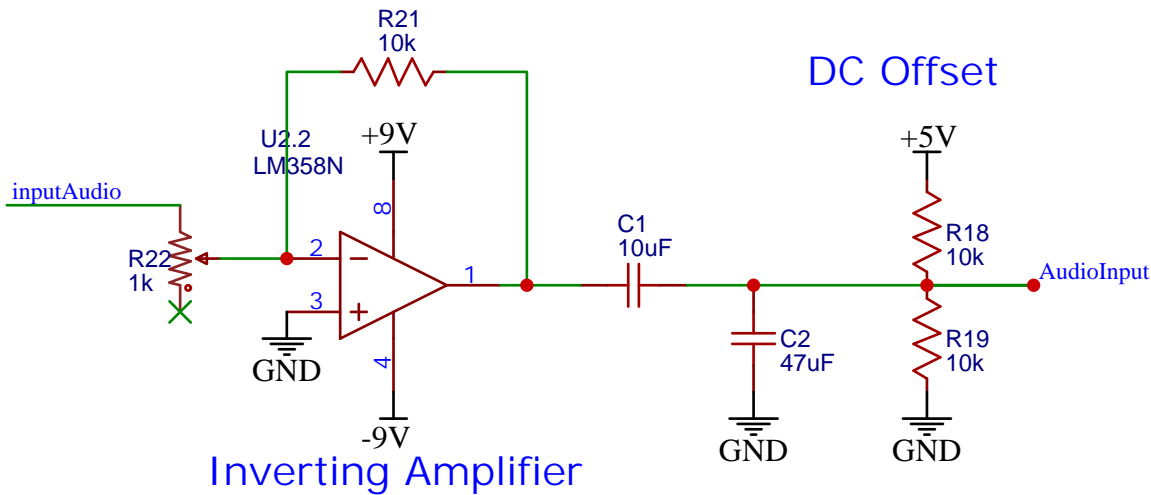 R21
10k
DC Offset
U2.2
LM358N
+9V
+5V
inputAudio
8
C1
10uF
R18
10k
R22
1k
2
1
AudioInput
3
GND
4
C2
47uF
R19
10k
-9V
GND
GND
Inverting Amplifier